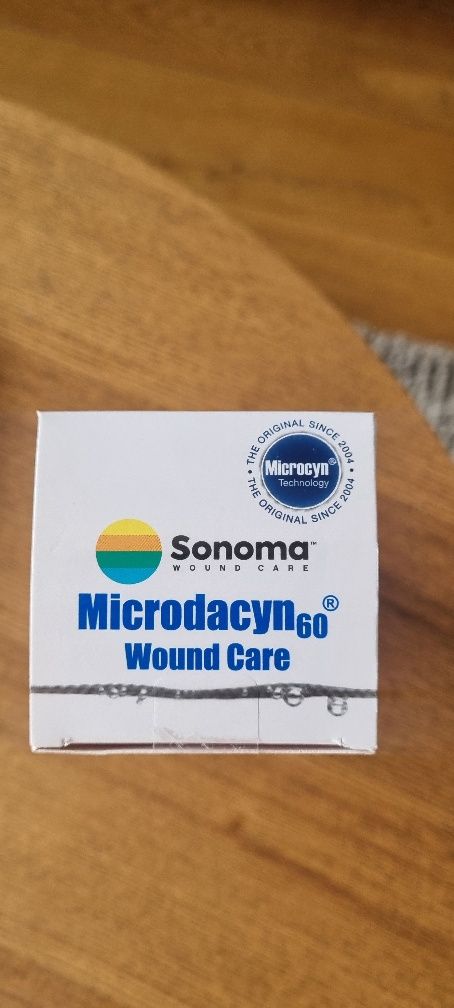 THE ORIGINAL SINCE 2004 •
Microcyn®
Technology
THE ORIGINAL SINCE 2004 •
Sonoma™
WOUND CARE
Microdacyn60®
Wound Care